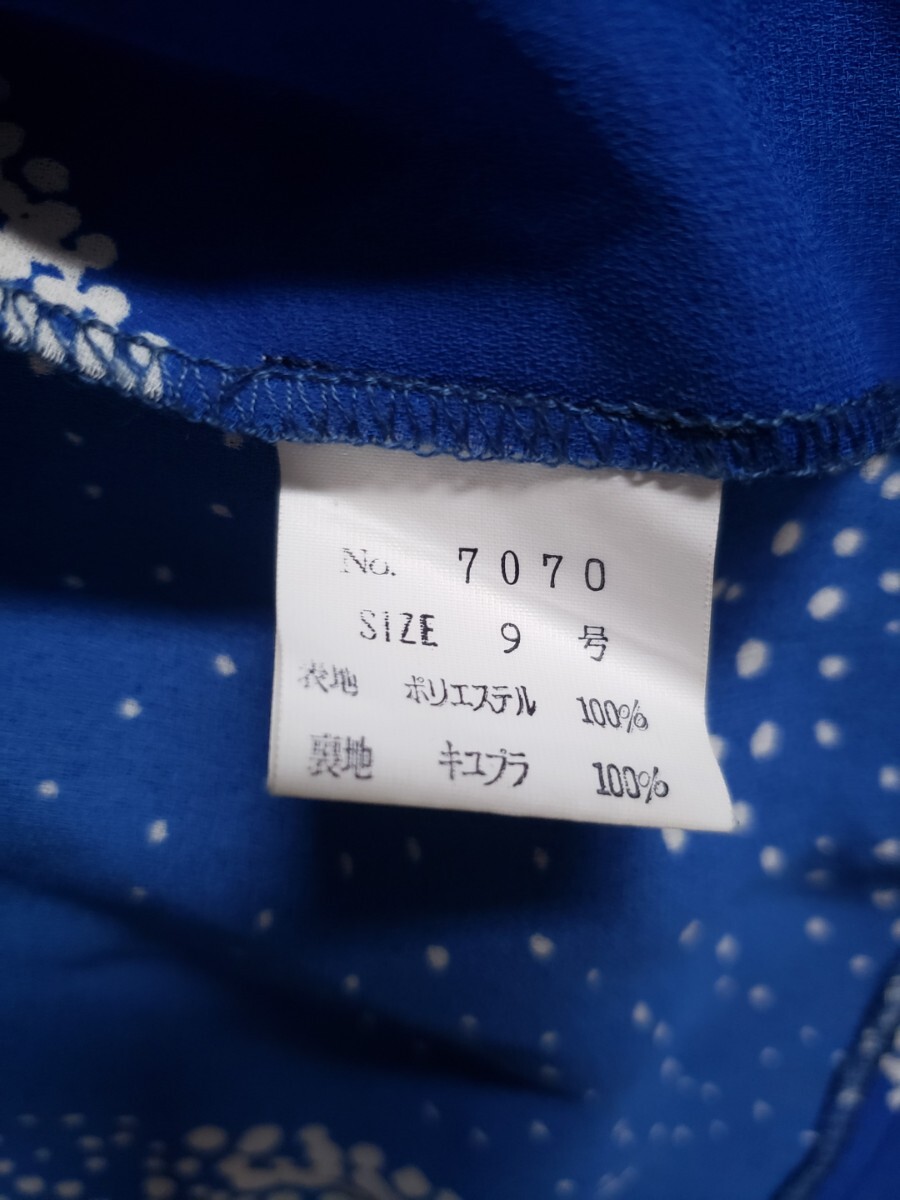 No. 7070
SIZE 9 号
表地 ポリエステル 100%
裏地 キュプラ 100%